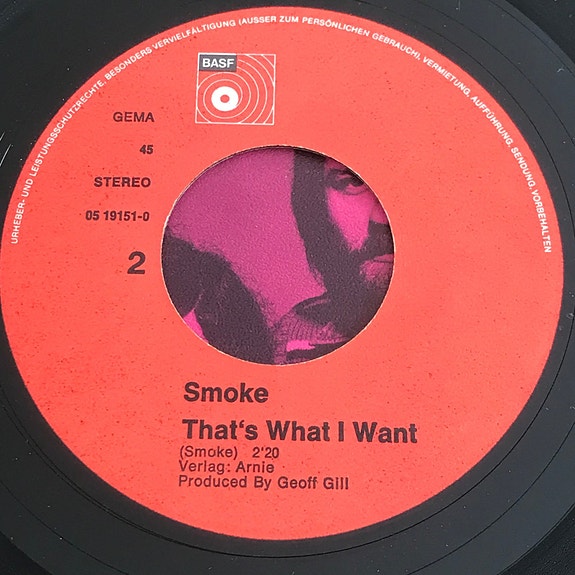 URHEBER- UND LEISTUNGSSCHUTZRECHTE, BESONDERS VERVIELFÄLTIGUNG (AUSSER ZUM PERSÖNLICHEN GEBRAUCH), VERMIETUNG, AUFFÜHRUNG, SENDUNG, VORBEHALTEN
BASF
GEMA
45
STEREO
05 19151-0
2
Smoke
That's What I Want
(Smoke) 2'20
Verlag: Arnie
Produced By Geoff Gill